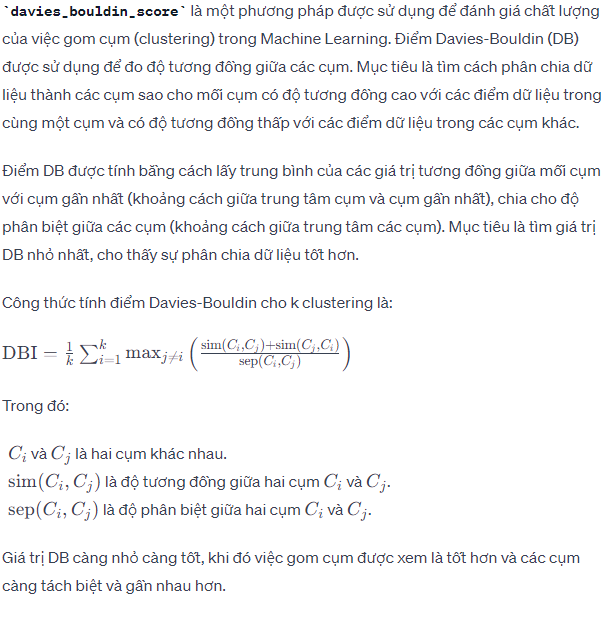 `davies_bouldin_score` là một phương pháp được sử dụng để đánh giá chất lượng
của việc gom cụm (clustering) trong Machine Learning. Điểm Davies-Bouldin (DB)
được sử dụng để đo độ tương đồng giữa các cụm. Mục tiêu là tìm cách phân chia dữ
liệu thành các cụm sao cho mỗi cụm có độ tương đồng cao với các điểm dữ liệu trong
cùng một cụm và có độ tương đồng thấp với các điểm dữ liệu trong các cụm khác.
Điểm DB được tính bằng cách lấy trung bình của các giá trị tương đồng giữa mỗi cụm
với cụm gần nhất (khoảng cách giữa trung tâm cụm và cụm gần nhất), chia cho độ
phân biệt giữa các cụm (khoảng cách giữa trung tâm các cụm). Mục tiêu là tìm giá trị
DB nhỏ nhất, cho thấy sự phân chia dữ liệu tốt hơn.
Công thức tính điểm Davies-Bouldin cho k clustering là:
DBI = \frac{1}{k} \sum_{i=1}^{k} \max_{j \neq i} \left( \frac{\text{sim}(C_i, C_j) + \text{sim}(C_j, C_i)}{\text{sep}(C_i, C_j)} \right)
Trong đó:
C_i và C_j là hai cụm khác nhau.
sim(C_i, C_j) là độ tương đồng giữa hai cụm C_i và C_j.
sep(C_i, C_j) là độ phân biệt giữa hai cụm C_i và C_j.
Giá trị DB càng nhỏ càng tốt, khi đó việc gom cụm được xem là tốt hơn và các cụm
càng tách biệt và gần nhau hơn.